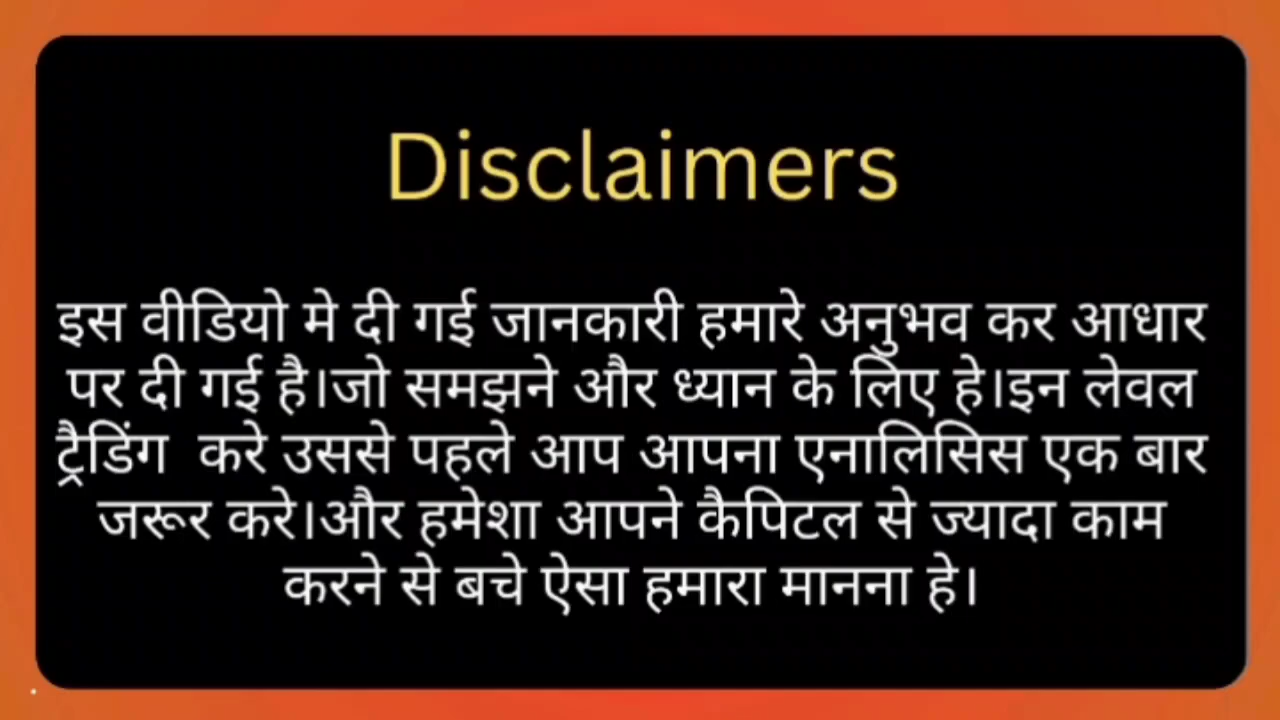 Disclaimers
इस वीडियो मे दी गई जानकारी हमारे अनुभव कर आधार
पर दी गई है।जो समझने और ध्यान के लिए हे।इन लेवल
ट्रैडिंग  करे उससे पहले आप आपना एनालिसिस एक बार
जरूर करे।और हमेशा आपने कैपिटल से ज्यादा काम
करने से बचे ऐसा हमारा मानना हे।